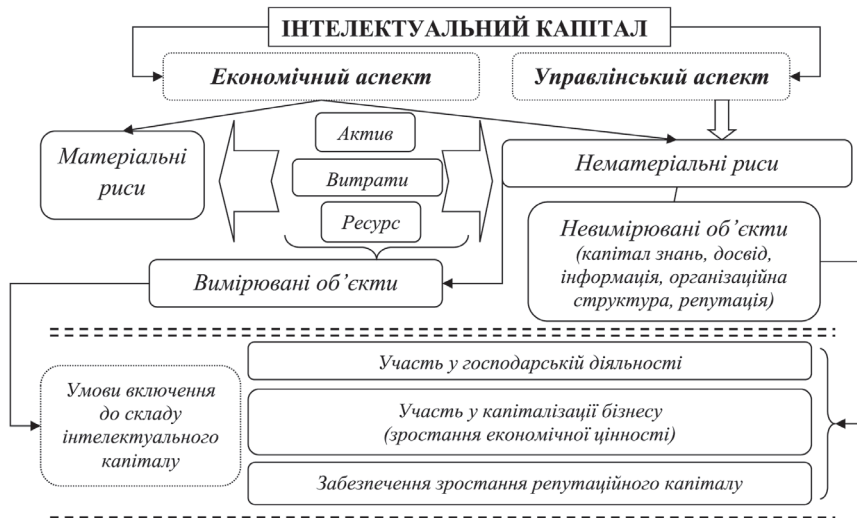 ІНТЕЛЕКТУАЛЬНИЙ КАПІТАЛ
Економічний аспект
Управлінський аспект
Матеріальні
риси
Актив
Витрати
Ресурс
Нематеріальні риси
Невимірювані об’єкти
(капітал знань, досвід,
інформація, організаційна
структура, репутація)
Вимірювані об’єкти
Умови включення
до складу
інтелектуального
капіталу
Участь у господарській діяльності
Участь у капіталізації бізнесу
(зростання економічної цінності)
Забезпечення зростання репутаційного капіталу